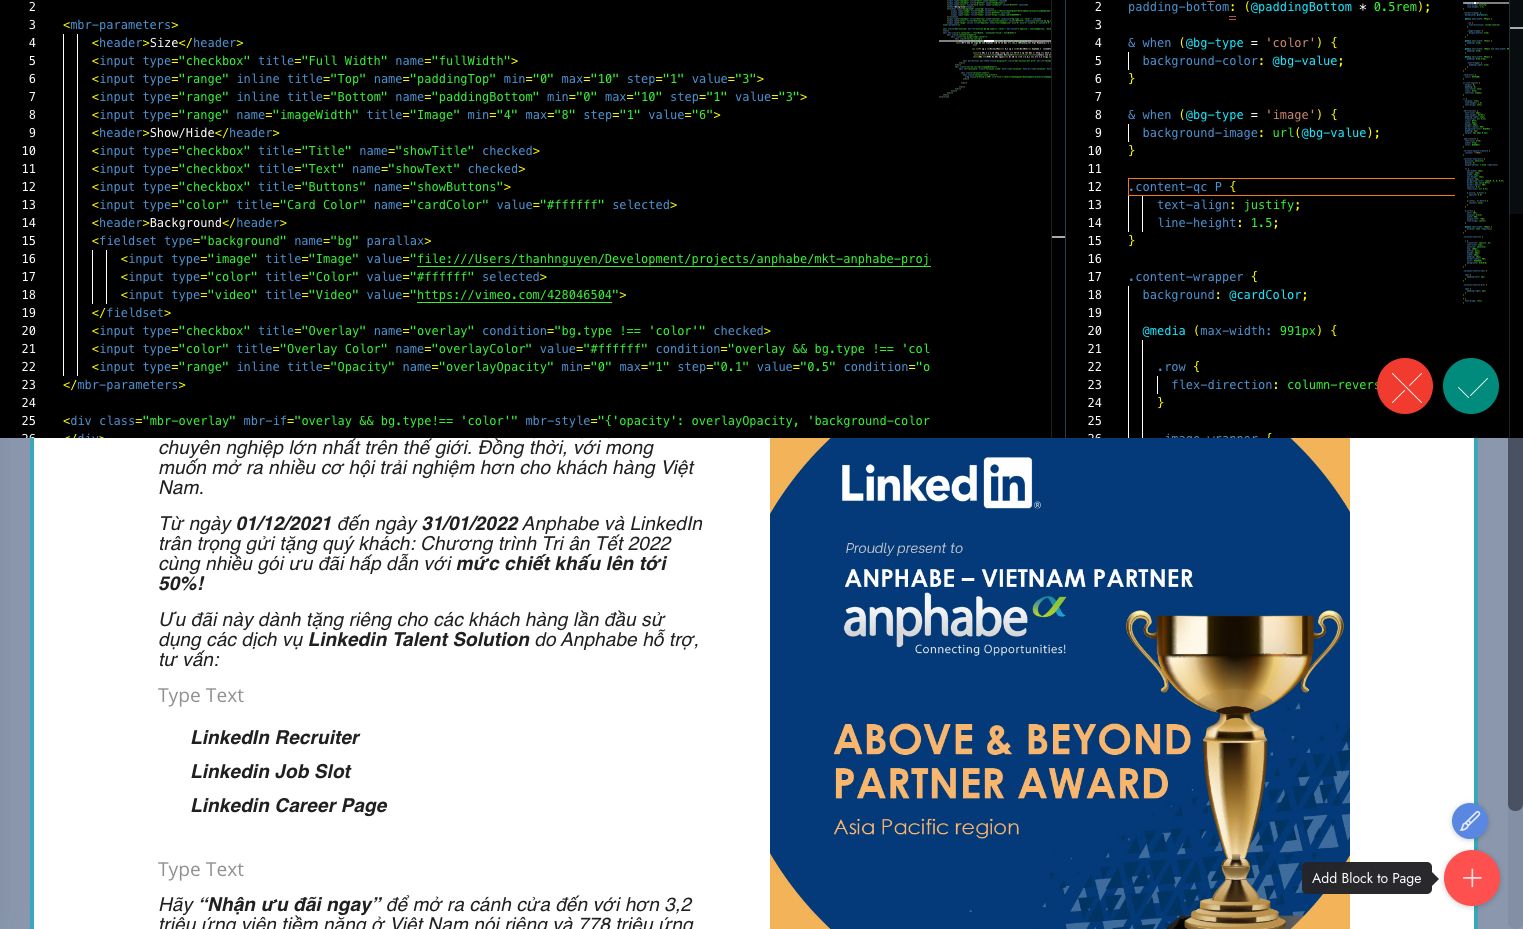 2
3 <mbr-parameters>
4 <header>Size</header>
5 <input type="checkbox" title="Full Width" name="fullWidth">
6 <input type="range" inline title="Top" name="paddingTop" min="0" max="10" step="1" value="3">
7 <input type="range" inline title="Bottom" name="paddingBottom" min="0" max="10" step="1" value="3">
8 <input type="range" name="imageWidth" title="Image" min="4" max="8" step="1" value="6">
9 <header>Show/Hide</header>
10 <input type="checkbox" title="Title" name="showTitle" checked>
11 <input type="checkbox" title="Text" name="showText" checked>
12 <input type="checkbox" title="Buttons" name="showButtons">
13 <input type="color" title="Card Color" name="cardColor" value="#ffffff" selected>
14 <header>Background</header>
15 <fieldset type="background" name="bg" parallax>
16 <input type="image" title="Image" value="file:///Users/thanhnguyen/Development/projects/anphabe/mkt-anphabe-proj
17 <input type="color" title="Color" value="#ffffff" selected>
18 <input type="video" title="Video" value="https://vimeo.com/428046504">
19 </fieldset>
20 <input type="checkbox" title="Overlay" name="overlay" condition="bg.type !== 'color'" checked>
21 <input type="color" title="Overlay Color" name="overlayColor" value="#ffffff" condition="overlay && bg.type !== 'col
22 <input type="range" inline title="Opacity" name="overlayOpacity" min="0" max="1" step="0.1" value="0.5" condition="o
23 </mbr-parameters>
24
25 <div class="mbr-overlay" mbr-if="overlay && bg.type!== 'color'" mbr-style="{'opacity': overlayOpacity, 'background-color
26 </div>
2 padding-bottom: (@paddingBottom * 0.5rem);
3
4 & when (@bg-type = 'color') {
5 background-color: @bg-value;
6 }
7
8 & when (@bg-type = 'image') {
9 background-image: url(@bg-value);
10 }
11
12 .content-qc P {
13 text-align: justify;
14 line-height: 1.5;
15 }
16
17 .content-wrapper {
18 background: @cardColor;
19
20 @media (max-width: 991px) {
21
22 .row {
23 flex-direction: column-revers
24 }
25
26 .image-wrapper {
chuyên nghiệp lớn nhất trên thế giới. Đồng thời, với mong
muốn mở ra nhiều cơ hội trải nghiệm hơn cho khách hàng Việt
Nam.
Từ ngày 01/12/2021 đến ngày 31/01/2022 Anphabe và LinkedIn
trân trọng gửi tặng quý khách: Chương trình Tri ân Tết 2022
cùng nhiều gói ưu đãi hấp dẫn với mức chiết khấu lên tới
50%!
Ưu đãi này dành tặng riêng cho các khách hàng lần đầu sử
dụng các dịch vụ Linkedin Talent Solution do Anphabe hỗ trợ,
tư vấn:
Type Text
LinkedIn Recruiter
Linkedin Job Slot
Linkedin Career Page
Type Text
Hãy “Nhận ưu đãi ngay” để mở ra cánh cửa đến với hơn 3,2
triệu ứng viên tiềm năng ở Việt Nam nói riêng và 778 triệu ứng
Linkedin®
Proudly present to
ANPHABE – VIETNAM PARTNER
anphabe
Connecting Opportunities!
ABOVE & BEYOND
PARTNER AWARD
Asia Pacific region
Add Block to Page